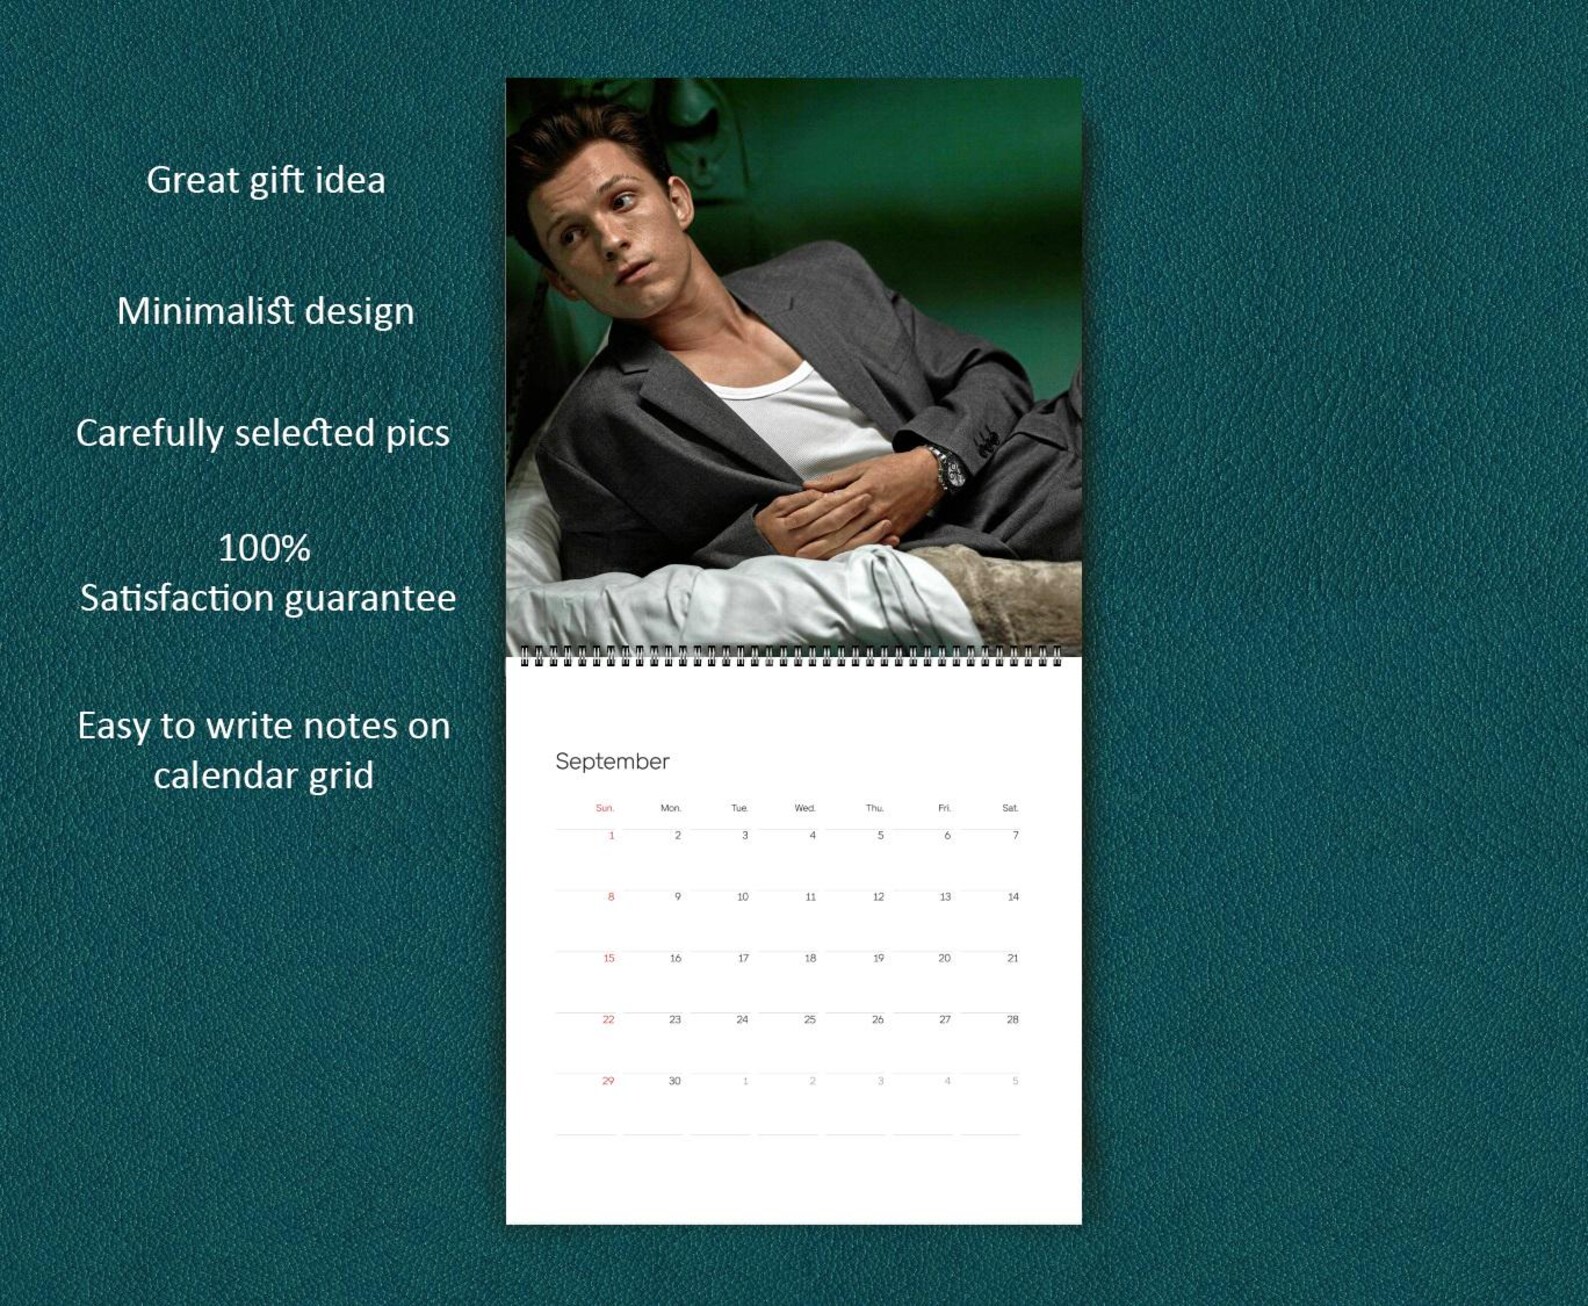 Great gift idea
Minimalist design
Carefully selected pics
100%
Satisfaction guarantee
Easy to write notes on
calendar grid
September
Sun. Mon. Tue. Wed. Thu. Fri. Sat.
1 2 3 4 5 6 7
8 9 10 11 12 13 14
15 16 17 18 19 20 21
22 23 24 25 26 27 28
29 30 1 2 3 4 5